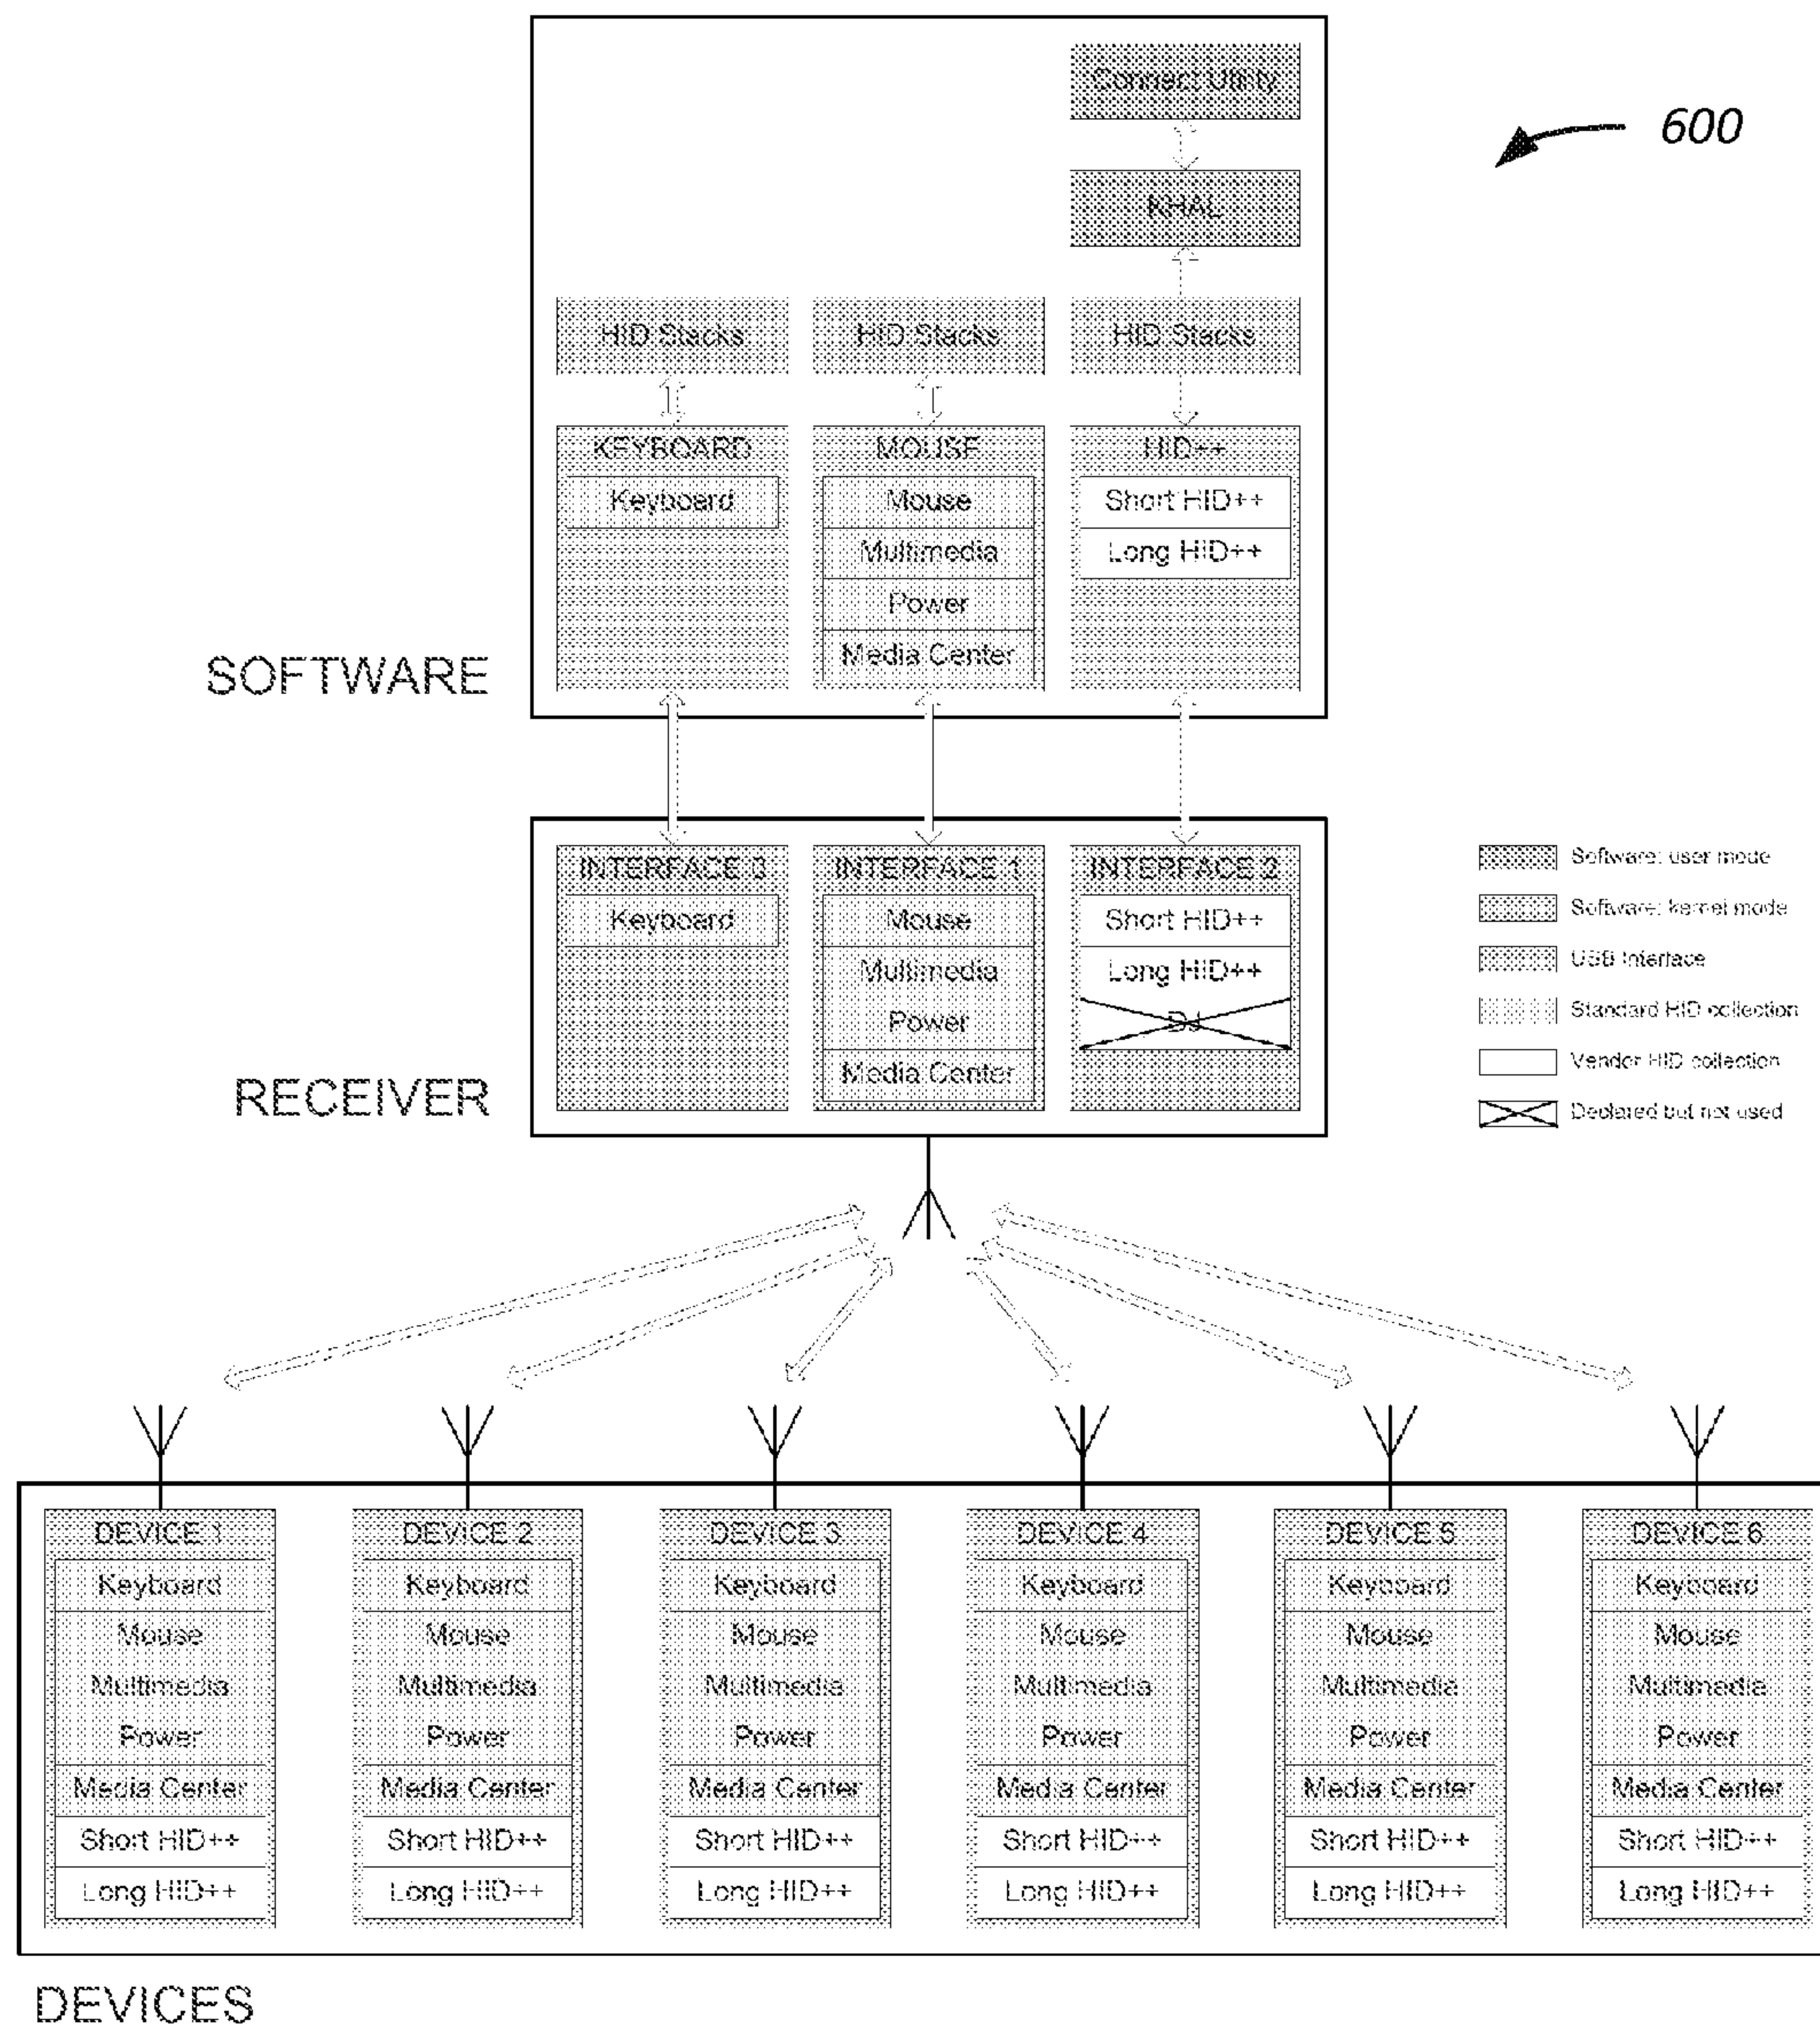 Connect Utility
600
KHAL
HID Stacks HID Stacks HID Stacks
KEYBOARD MOUSE HID++
Keyboard Mouse Short HID++
Multimedia Long HID++
Power
Media Center
SOFTWARE
INTERFACE 3 INTERFACE 1 INTERFACE 2
Keyboard Mouse Short HID++
Multimedia Long HID++
Power DJ
Media Center
RECEIVER
Software: user mode
Software: kernel mode
USB Interface
Standard HID collection
Vendor HID collection
Declared but not used
DEVICE 1 DEVICE 2 DEVICE 3 DEVICE 4 DEVICE 5 DEVICE 6
Keyboard Keyboard Keyboard Keyboard Keyboard Keyboard
Mouse Mouse Mouse Mouse Mouse Mouse
Multimedia Multimedia Multimedia Multimedia Multimedia Multimedia
Power Power Power Power Power Power
Media Center Media Center Media Center Media Center Media Center Media Center
Short HID++ Short HID++ Short HID++ Short HID++ Short HID++ Short HID++
Long HID++ Long HID++ Long HID++ Long HID++ Long HID++ Long HID++
DEVICES